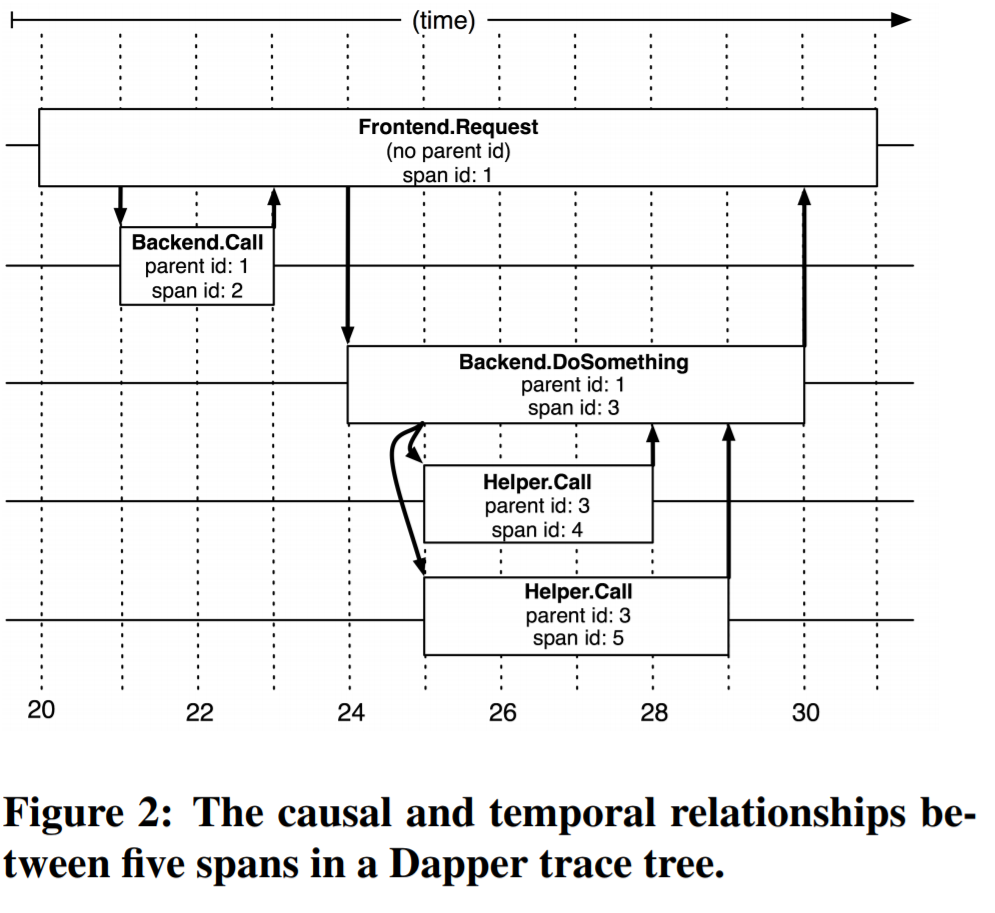 (time)
Frontend.Request
(no parent id)
span id: 1
Backend.Call
parent id: 1
span id: 2
Backend.DoSomething
parent id: 1
span id: 3
Helper.Call
parent id: 3
span id: 4
Helper.Call
parent id: 3
span id: 5
20 22 24 26 28 30
Figure 2: The causal and temporal relationships be-
tween five spans in a Dapper trace tree.